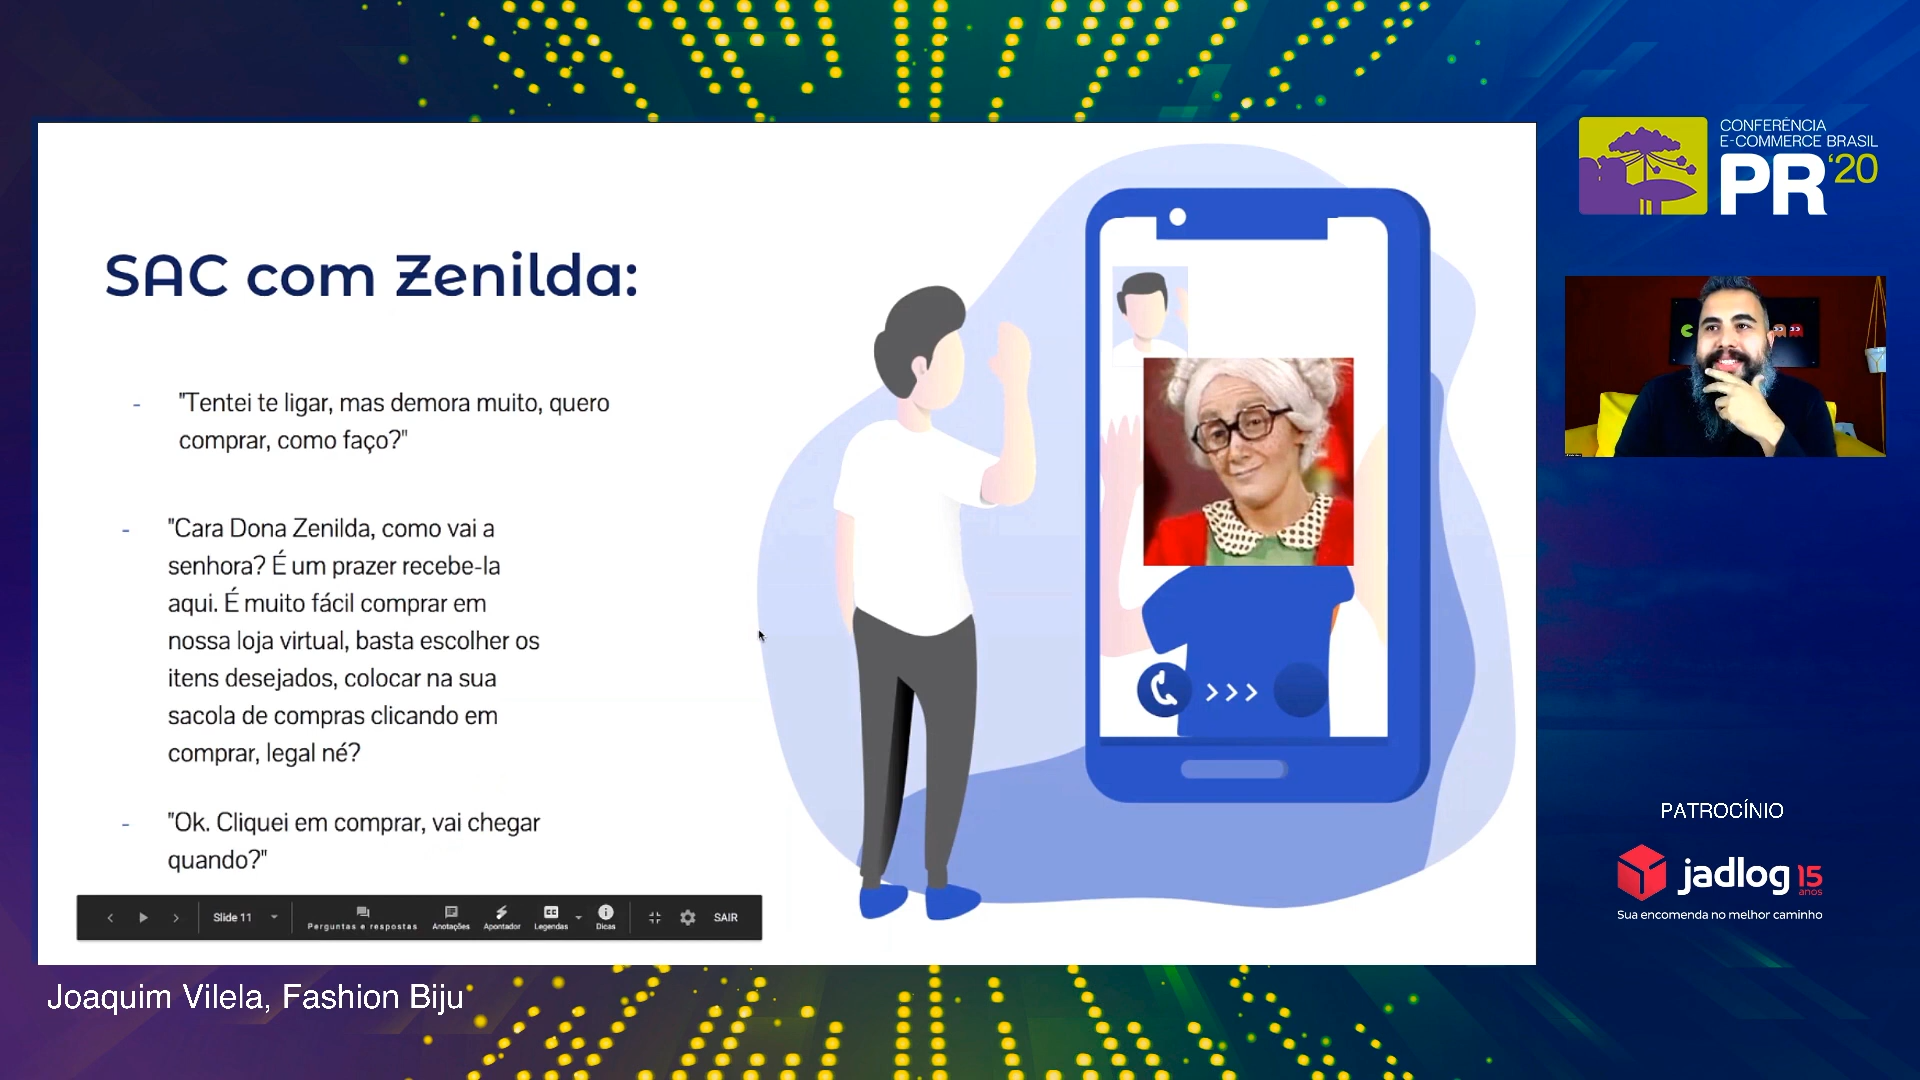 CONFERÊNCIA
E-COMMERCE BRASIL
PR'20
SAC com Zenilda:
- "Tentei te ligar, mas demora muito, quero
comprar, como faço?"
- "Cara Dona Zenilda, como vai a
senhora? É um prazer recebe-la
aqui. É muito fácil comprar em
nossa loja virtual, basta escolher os
itens desejados, colocar na sua
sacola de compras clicando em
comprar, legal né?
- "Ok. Cliquei em comprar, vai chegar
quando?"
Slide 11
Perguntas e respostas
Anotações
Apontador
Legendas
Dicas
SAIR
Joaquim Vilela, Fashion Biju
PATROCÍNIO
jadlog 15
anos
Sua encomenda no melhor caminho